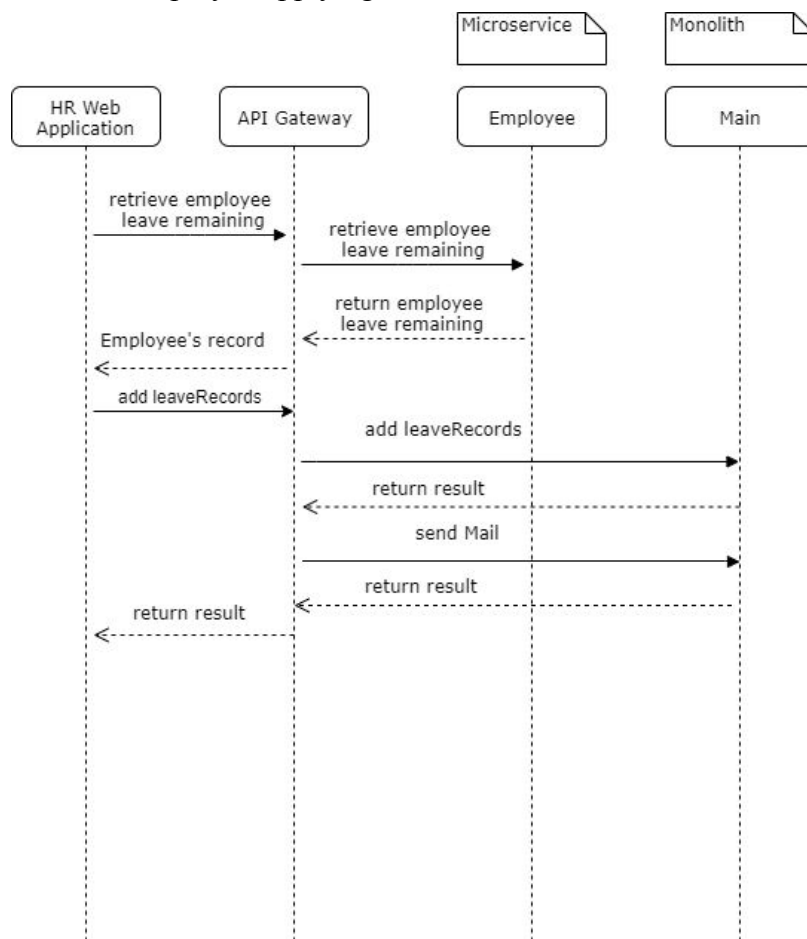 Microservice
Monolith
HR Web
Application
API Gateway
Employee
Main
retrieve employee
leave remaining
retrieve employee
leave remaining
return employee
leave remaining
Employee's record
add leaveRecords
add leaveRecords
return result
send Mail
return result
return result